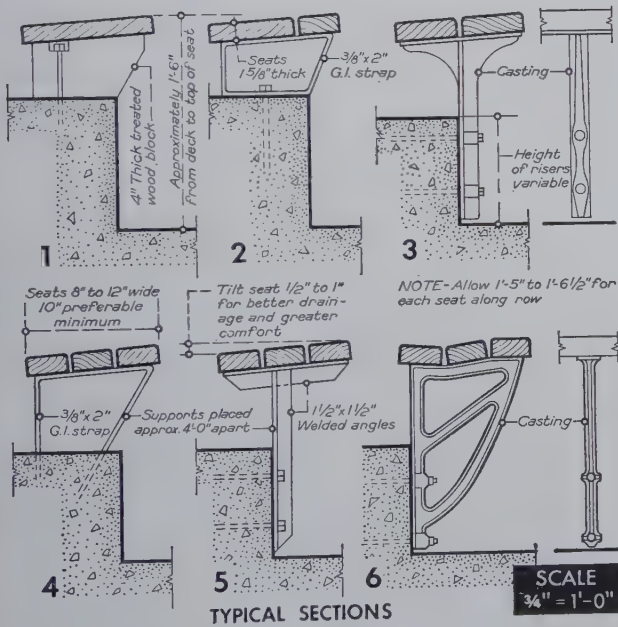 4" Thick treated
wood block
Approximately 1'-6"
from deck to top of seat
Seats
1 5/8" thick
3/8" x 2"
G.I. strap
Casting
Height
of risers
variable
1
2
3
Seats 8" to 12" wide
10" preferable
minimum
Tilt seat 1/2" to 1"
for better drain-
age and greater
comfort
NOTE-Allow 1'-5" to 1'-6 1/2" for
each seat along row
3/8" x 2"
G.I. strap
Supports placed
approx. 4'-0" apart
1 1/2" x 1 1/2"
Welded angles
Casting
4
5
6
SCALE
3/4" = 1'-0"
TYPICAL SECTIONS